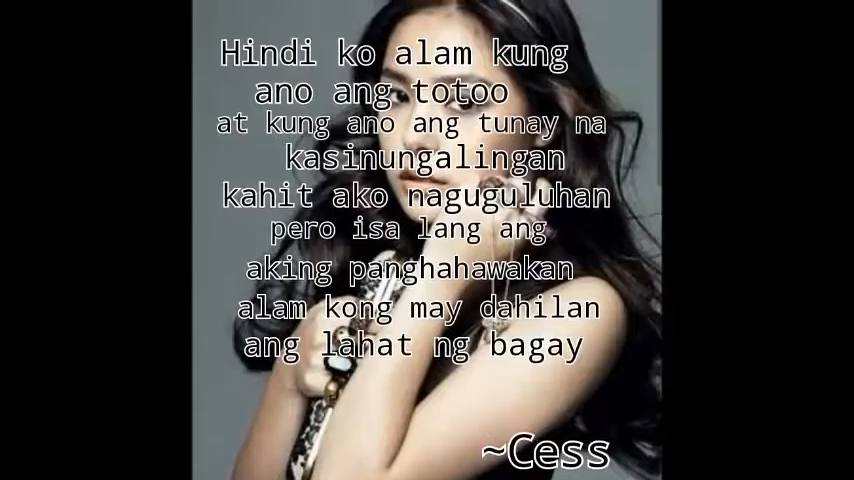 Hindi ko alam kung
ano ang totoo
at kung ano ang tunay na
kasinungalingan
kahit ako naguguluhan
pero isa lang ang
aking panghahawakan
alam kong may dahilan
ang lahat ng bagay
~Cess